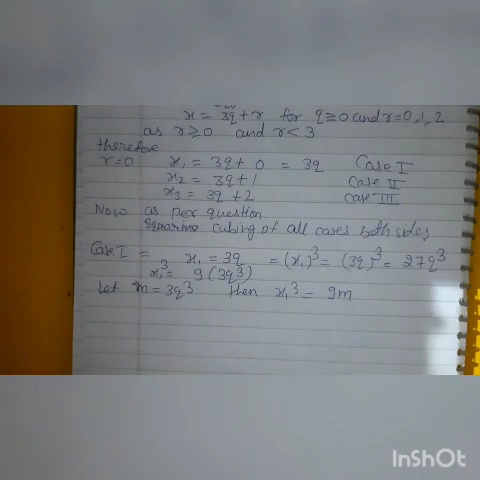 x = 3q + r for q ≥ 0 and r = 0, 1, 2
as r ≥ 0 and r < 3
therefore
r = 0 x₁ = 3q + 0 = 3q Case I
x₂ = 3q + 1 Case II
x₃ = 3q + 2 Case III
Now as per question
cubing of all cases both sides
Case I = x₁ = 3q = (x₁)³ = (3q)³ = 27q³
x₁³ = 9(3q³)
Let m = 3q³ then x₁³ = 9m
InShOt